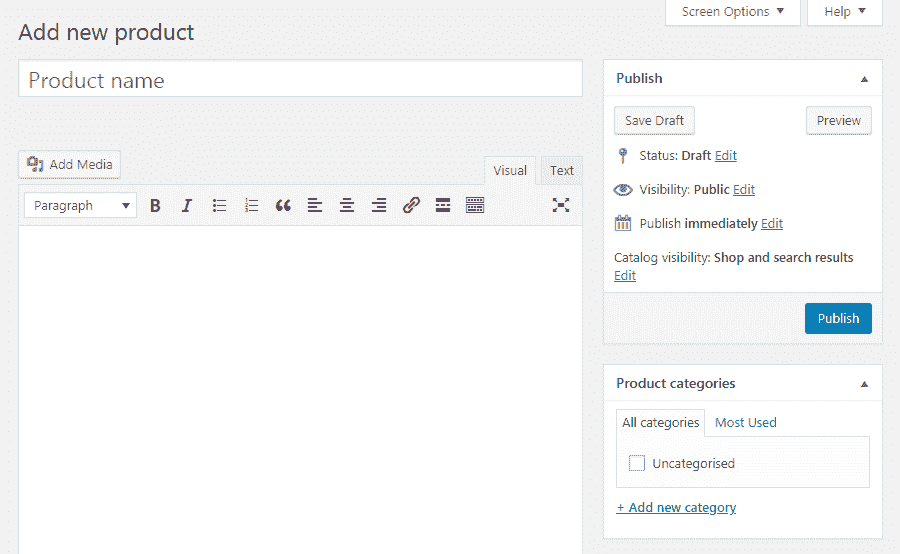 Screen Options
Help
Add new product
Product name
Add Media
Visual
Text
Paragraph
B
I
Publish
Save Draft
Preview
Status: Draft Edit
Visibility: Public Edit
Publish immediately Edit
Catalog visibility: Shop and search results
Edit
Publish
Product categories
All categories
Most Used
Uncategorised
+ Add new category